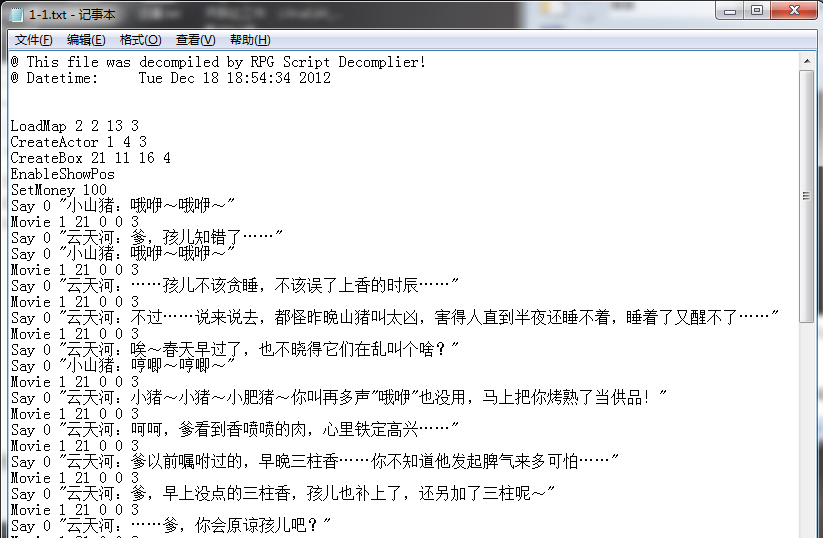 1-1.txt - 记事本
文件(F) 编辑(E) 格式(O) 查看(V) 帮助(H)
@ This file was decompiled by RPG Script Decomplier!
@ Datetime: Tue Dec 18 18:54:34 2012
LoadMap 2 2 13 3
CreateActor 1 4 3
CreateBox 21 11 16 4
EnableShowPos
SetMoney 100
Say 0 "小山猪：哦咿～哦咿～"
Movie 1 21 0 0 3
Say 0 "云天河：爹，孩儿知错了……"
Say 0 "小山猪：哦咿～哦咿～"
Movie 1 21 0 0 3
Say 0 "云天河：……孩儿不该贪睡，不该误了上香的时辰……"
Movie 1 21 0 0 3
Say 0 "云天河：不过……说来说去，都怪昨晚山猪叫太凶，害得人直到半夜还睡不着，睡着了又醒不了……"
Movie 1 21 0 0 3
Say 0 "云天河：唉～春天早过了，也不晓得它们在乱叫个啥？"
Say 0 "小山猪：哼唧～哼唧～"
Movie 1 21 0 0 3
Say 0 "云天河：小猪～小猪～小肥猪～你叫再多声"哦咿"也没用，马上把你烤熟了当供品！"
Movie 1 21 0 0 3
Say 0 "云天河：呵呵，爹看到香喷喷的肉，心里铁定高兴……"
Movie 1 21 0 0 3
Say 0 "云天河：爹以前嘱咐过的，早晚三柱香……你不知道他发起脾气来多可怕……"
Movie 1 21 0 0 3
Say 0 "云天河：爹，早上没点的三柱香，孩儿也补上了，还另加了三柱呢～"
Movie 1 21 0 0 3
Say 0 "云天河：……爹，你会原谅孩儿吧？"
Movie 1 21 0 0 3